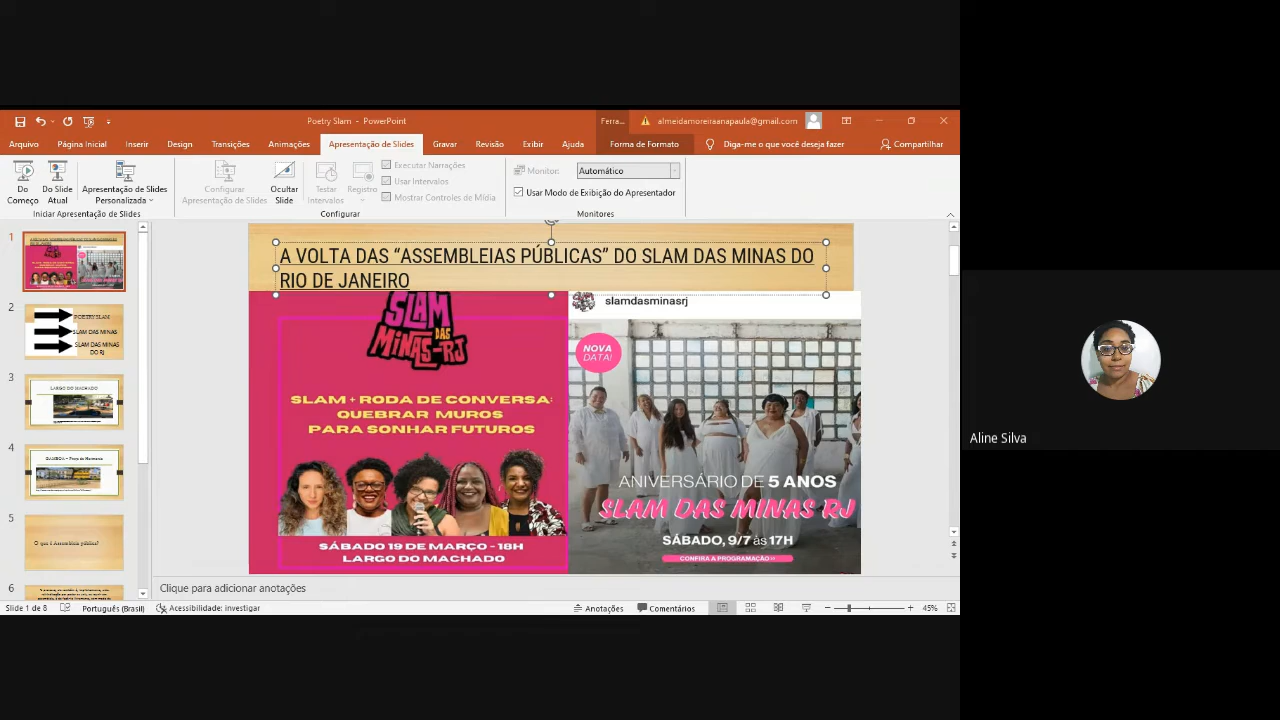 Poetry Slam - PowerPoint
Ferra...
almeidamoreiraanapaula@gmail.com
Arquivo
Página Inicial
Inserir
Design
Transições
Animações
Apresentação de Slides
Gravar
Revisão
Exibir
Ajuda
Forma de Formato
Diga-me o que você deseja fazer
Compartilhar
Do Começo
Do Slide Atual
Apresentação de Slides Personalizada
Configurar Apresentação de Slides
Ocultar Slide
Testar Intervalos
Registro
Executar Narrações
Usar Intervalos
Mostrar Controles de Mídia
Monitor:
Automático
Usar Modo de Exibição do Apresentador
Iniciar Apresentação de Slides
Configurar
Monitores
1
2
POETRY SLAM
SLAM DAS MINAS
SLAM DAS MINAS
DO RJ
3
LARGO DO MACHADO
4
5
O que é Assembleia pública?
6
A VOLTA DAS “ASSEMBLEIAS PÚBLICAS” DO SLAM DAS MINAS DO
RIO DE JANEIRO
SLAM
DAS
MINAS-RJ
SLAM + RODA DE CONVERSA:
QUEBRAR MUROS
PARA SONHAR FUTUROS
SÁBADO 19 DE MARÇO - 18H
LARGO DO MACHADO
slamdasminasrj
NOVA
DATA!
ANIVERSÁRIO DE 5 ANOS
SLAM DAS MINAS RJ
SÁBADO, 9/7 às 17H
CONFIRA A PROGRAMAÇÃO
Clique para adicionar anotações
Slide 1 de 8
Português (Brasil)
Acessibilidade: investigar
Anotações
Comentários
45%
Aline Silva